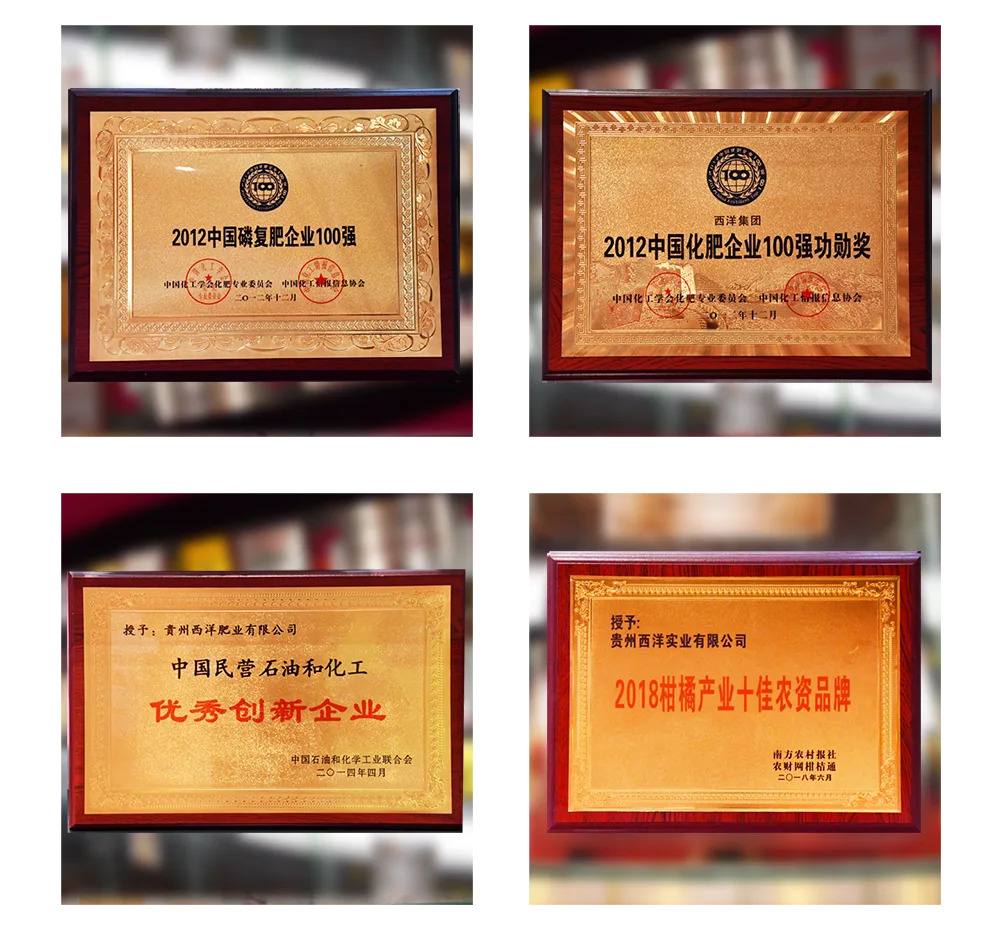 100
2012中国磷复肥企业100强
中国化工学会化肥专业委员会 中国化工情报信息协会
二〇一二年十二月
100
西洋集团
2012中国化肥企业100强功勋奖
中国化工学会化肥专业委员会 中国化工情报信息协会
二〇一二年十二月
授予：贵州西洋肥业有限公司
中国民营石油和化工
优秀创新企业
中国石油和化学工业联合会
二〇一四年四月
授予:
贵州西洋实业有限公司
2018柑橘产业十佳农资品牌
南方农村报社
农财网柑桔通
二〇一八年六月